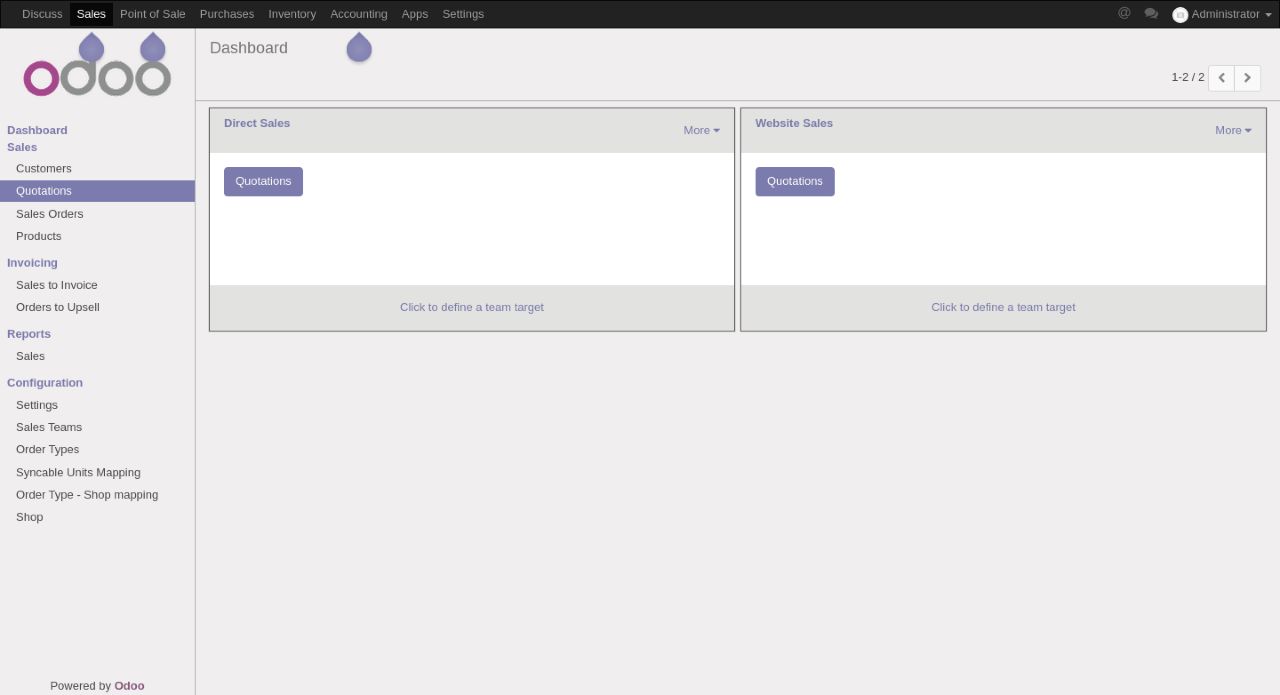 Discuss Sales Point of Sale Purchases Inventory Accounting Apps Settings @ Administrator
odoo
Dashboard
Sales
Customers
Quotations
Sales Orders
Products
Invoicing
Sales to Invoice
Orders to Upsell
Reports
Sales
Configuration
Settings
Sales Teams
Order Types
Syncable Units Mapping
Order Type - Shop mapping
Shop
Powered by Odoo
Dashboard
1-2 / 2
Direct Sales
More
Quotations
Click to define a team target
Website Sales
More
Quotations
Click to define a team target